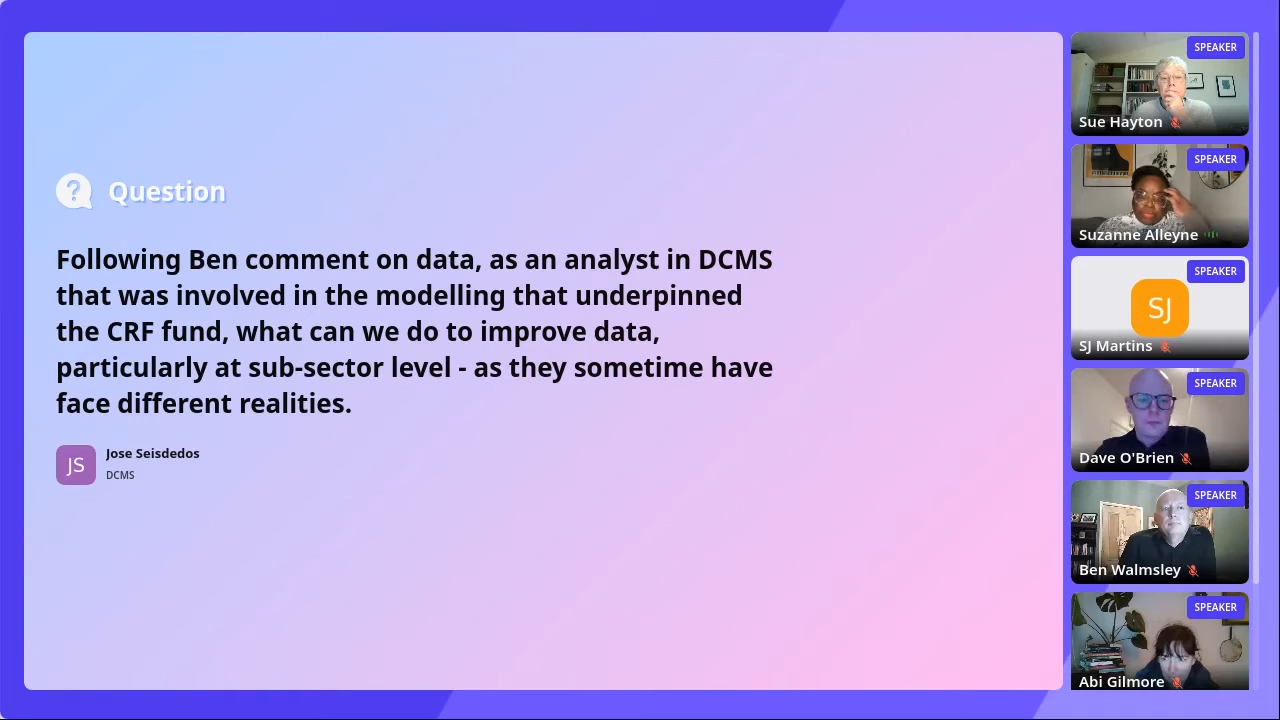 Question
Following Ben comment on data, as an analyst in DCMS
that was involved in the modelling that underpinned
the CRF fund, what can we do to improve data,
particularly at sub-sector level - as they sometime have
face different realities.
JS
Jose Seisdedos
DCMS
SPEAKER
Sue Hayton
SPEAKER
Suzanne Alleyne
SPEAKER
SJ
SJ Martins
SPEAKER
Dave O'Brien
SPEAKER
Ben Walmsley
SPEAKER
Abi Gilmore